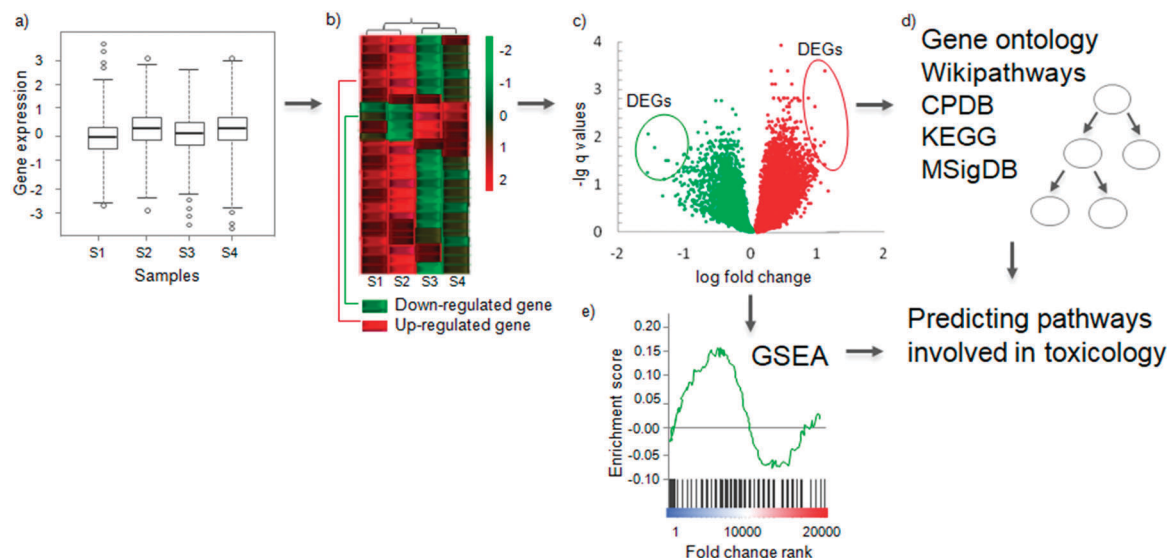 a)
Gene expression
3
2
1
0
-1
-2
-3
S1 S2 S3 S4
Samples
b)
-2
-1
0
1
2
S1 S2 S3 S4
Down-regulated gene
Up-regulated gene
c)
-lg q values
4
3
2
1
0
DEGs
DEGs
-2 -1 0 1 2
log fold change
d)
Gene ontology
Wikipathways
CPDB
KEGG
MSigDB
Predicting pathways
involved in toxicology
e)
GSEA
Enrichment score
0.20
0.15
0.10
0.05
-0.00
-0.05
-0.10
1 10000 20000
Fold change rank